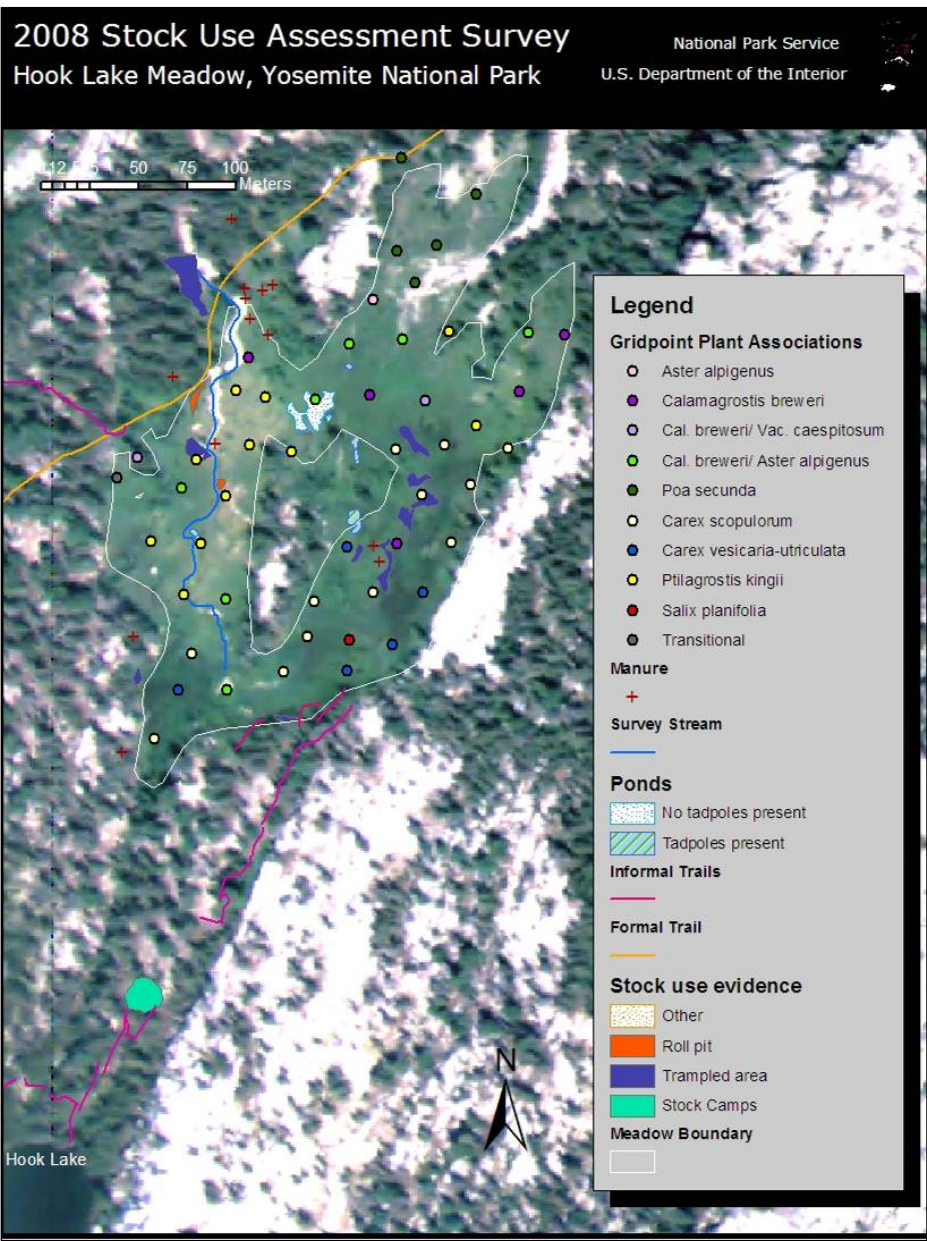 2008 Stock Use Assessment Survey
Hook Lake Meadow, Yosemite National Park
National Park Service
U.S. Department of the Interior
50 75 100
Meters
Legend
Gridpoint Plant Associations
Aster alpigenus
Calamagrostis breweri
Cal. breweri/ Vac. caespitosum
Cal. breweri/ Aster alpigenus
Poa secunda
Carex scopulorum
Carex vesicaria-utriculata
Ptilagrostis kingii
Salix planifolia
Transitional
Manure
Survey Stream
Ponds
No tadpoles present
Tadpoles present
Informal Trails
Formal Trail
Stock use evidence
Other
Roll pit
Trampled area
Stock Camps
Meadow Boundary
N
Hook Lake